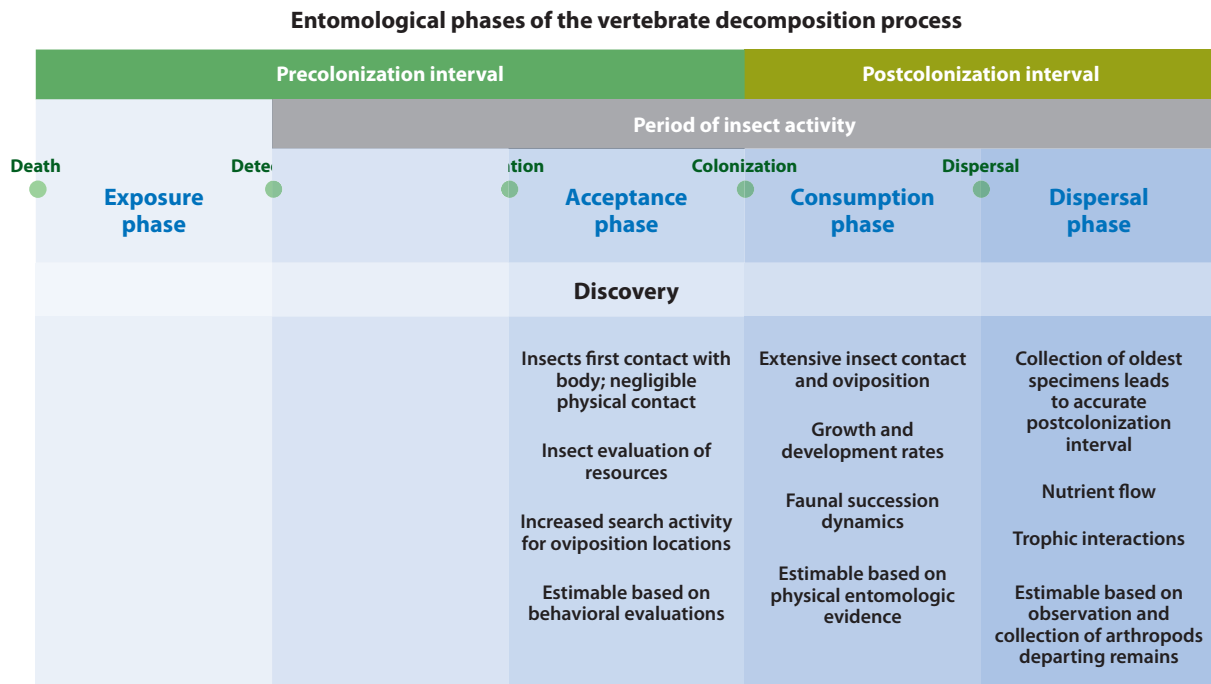 Entomological phases of the vertebrate decomposition process
Precolonization interval
Postcolonization interval
Period of insect activity
Death
Colonization
Dispersal
Exposure
phase
Acceptance
phase
Consumption
phase
Dispersal
phase
Discovery
Insects first contact with
body; negligible
physical contact
Insect evaluation of
resources
Increased search activity
for oviposition locations
Estimable based on
behavioral evaluations
Extensive insect contact
and oviposition
Growth and
development rates
Faunal succession
dynamics
Estimable based on
physical entomologic
evidence
Collection of oldest
specimens leads
to accurate
postcolonization
interval
Nutrient flow
Trophic interactions
Estimable based on
observation and
collection of arthropods
departing remains